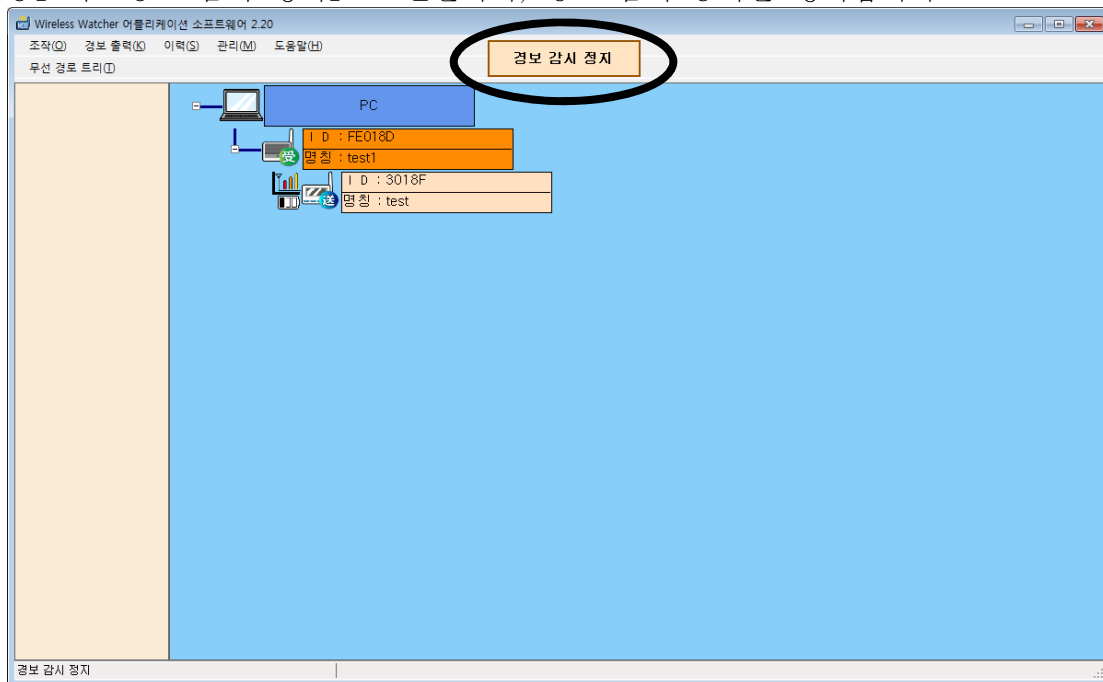 Wireless Watcher 어플리케이션 소프트웨어 2.20
조작(O) 경보 출력(K) 이력(S) 관리(M) 도움말(H)
경보 감시 정지
무선 경로 트리(T)
PC
I D : FE018D
受
명칭 : test1
I D : 3018F
送
명칭 : test
경보 감시 정지